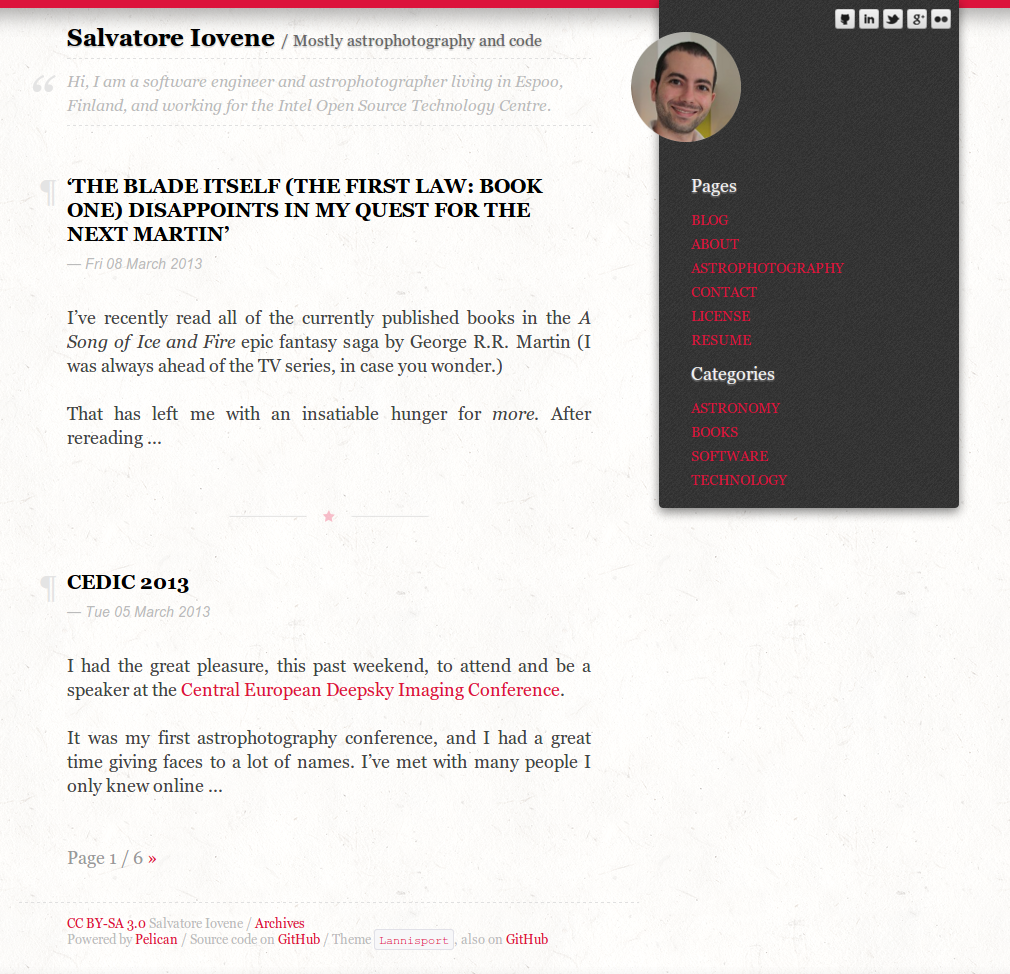 Salvatore Iovene / Mostly astrophotography and code
“ Hi, I am a software engineer and astrophotographer living in Espoo,
Finland, and working for the Intel Open Source Technology Centre.
¶ ‘THE BLADE ITSELF (THE FIRST LAW: BOOK
ONE) DISAPPOINTS IN MY QUEST FOR THE
NEXT MARTIN’
— Fri 08 March 2013
I’ve recently read all of the currently published books in the A
Song of Ice and Fire epic fantasy saga by George R.R. Martin (I
was always ahead of the TV series, in case you wonder.)
That has left me with an insatiable hunger for more. After
rereading ...
¶ CEDIC 2013
— Tue 05 March 2013
I had the great pleasure, this past weekend, to attend and be a
speaker at the Central European Deepsky Imaging Conference.
It was my first astrophotography conference, and I had a great
time giving faces to a lot of names. I’ve met with many people I
only knew online ...
Page 1 / 6 »
CC BY-SA 3.0 Salvatore Iovene / Archives
Powered by Pelican / Source code on GitHub / Theme Lannisport, also on GitHub
in
g+
Pages
BLOG
ABOUT
ASTROPHOTOGRAPHY
CONTACT
LICENSE
RESUME
Categories
ASTRONOMY
BOOKS
SOFTWARE
TECHNOLOGY